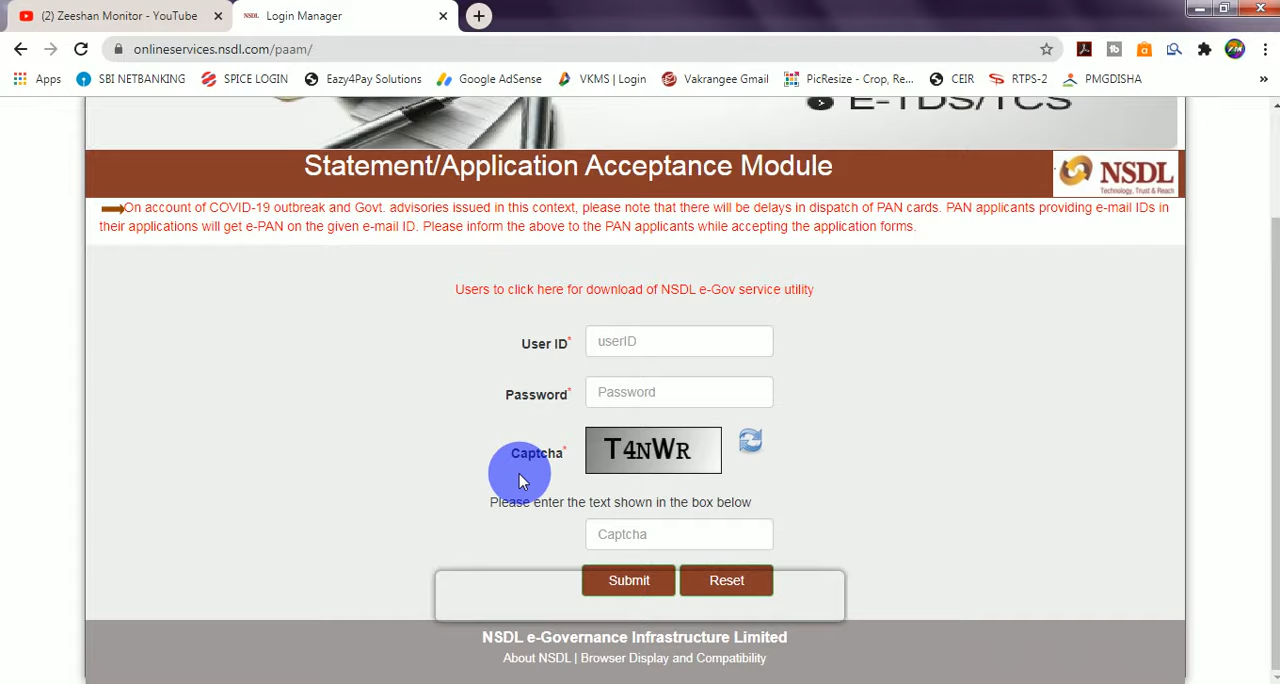 (2) Zeeshan Monitor - YouTube
NSDL Login Manager
onlineservices.nsdl.com/paam/
Apps SBI NETBANKING SPICE LOGIN Eazy4Pay Solutions Google AdSense VKMS | Login Vakrangee Gmail PicResize - Crop, Re... CEIR RTPS-2 PMGDISHA »
E-TDS/TCS
Statement/Application Acceptance Module
NSDL
Technology, Trust & Reach
On account of COVID-19 outbreak and Govt. advisories issued in this context, please note that there will be delays in dispatch of PAN cards. PAN applicants providing e-mail IDs in
their applications will get e-PAN on the given e-mail ID. Please inform the above to the PAN applicants while accepting the application forms.
Users to click here for download of NSDL e-Gov service utility
User ID* userID
Password* Password
Captcha* T4NWR
Please enter the text shown in the box below
Captcha
Submit Reset
NSDL e-Governance Infrastructure Limited
About NSDL | Browser Display and Compatibility